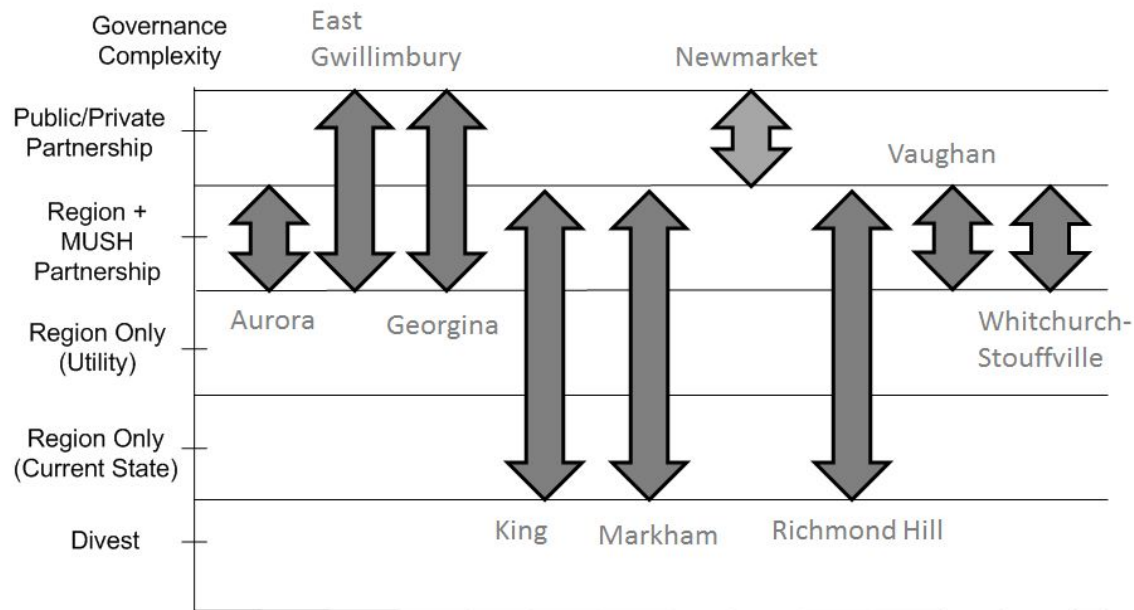 Governance
Complexity
East
Gwillimbury
Newmarket
Public/Private
Partnership
Vaughan
Region +
MUSH
Partnership
Aurora
Georgina
Whitchurch-
Stouffville
Region Only
(Utility)
Region Only
(Current State)
King
Markham
Richmond Hill
Divest